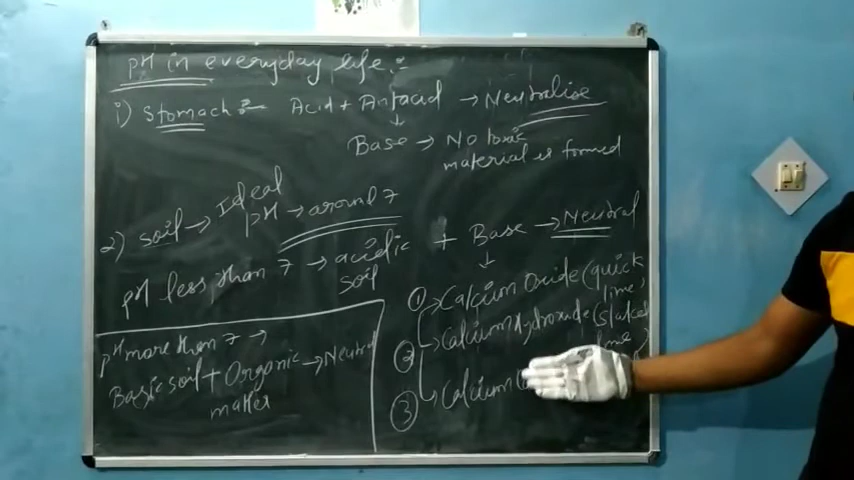 pH in everyday life :-
i) Stomach :- Acid + Antacid → Neutralise
↓
Base → No toxic
material is formed
2) Soil → Ideal
pH → around 7
pH less than 7 → acidic
soil
+ Base → Neutral
↓
① → Calcium Oxide (quick
lime)
② → Calcium Hydroxide (slaked
lime)
③ → Calcium
pH more than 7 →
Basic soil + Organic → Neutral
matter